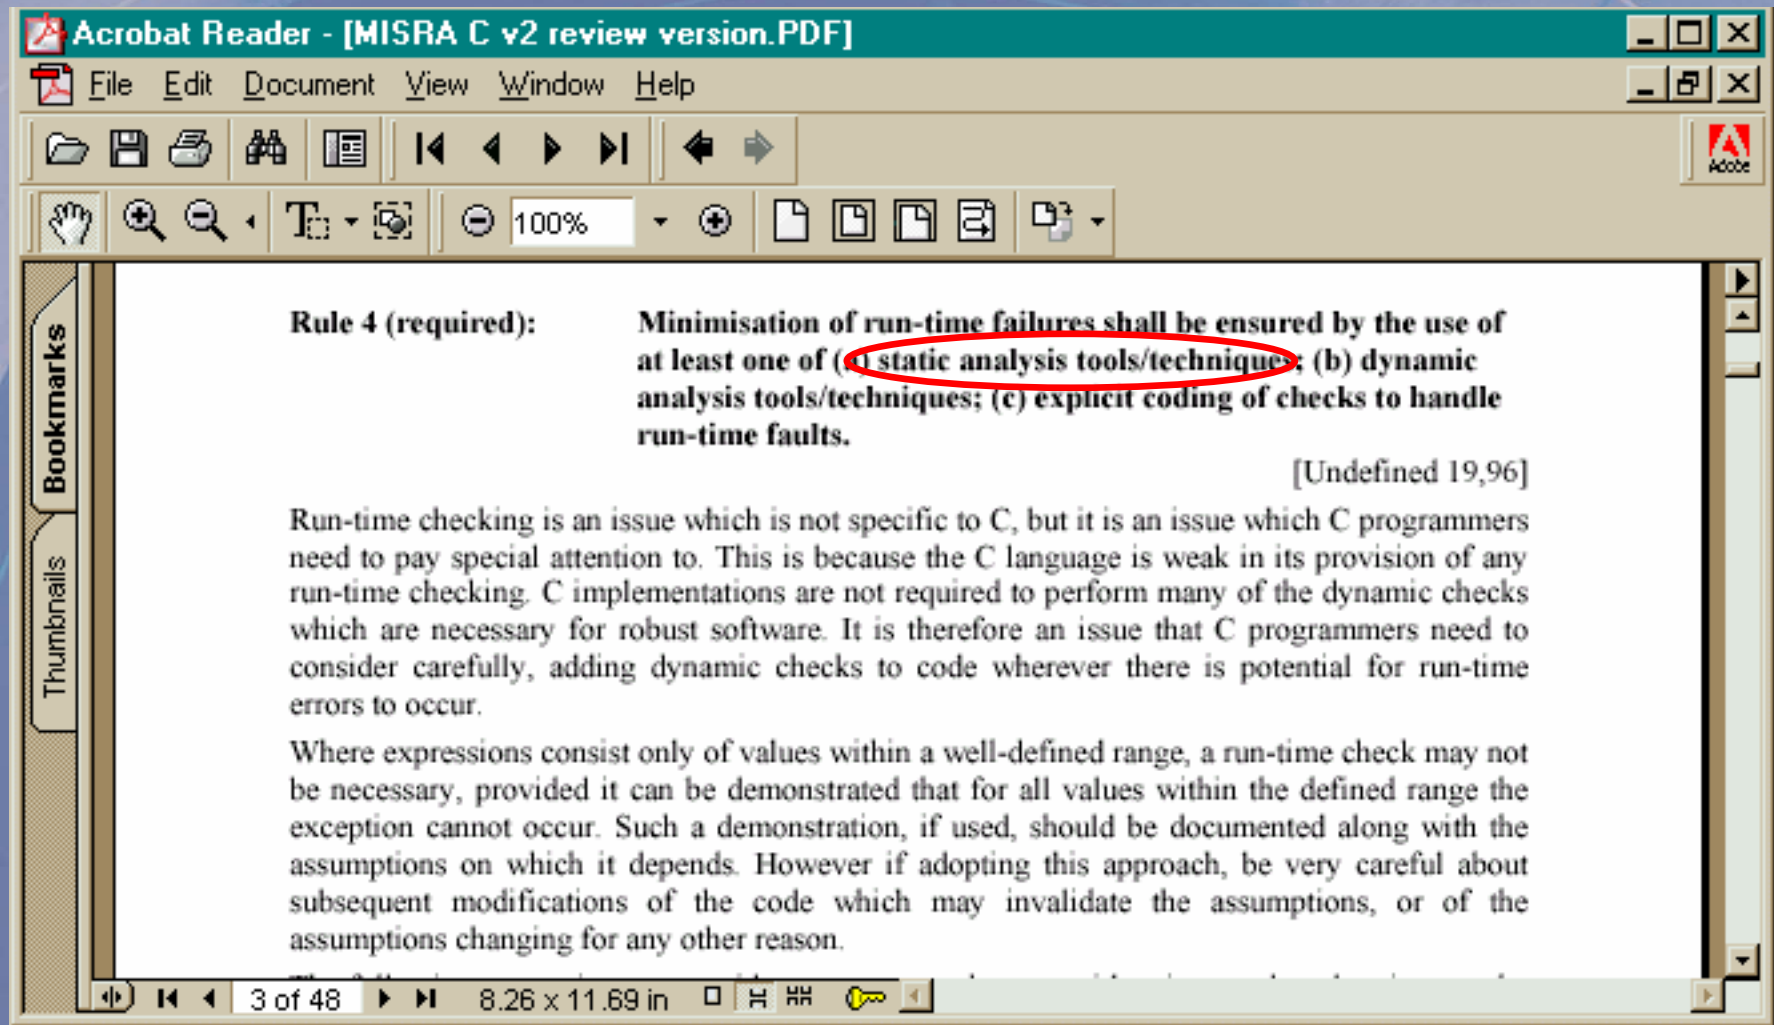 Acrobat Reader - [MISRA C v2 review version.PDF]
File Edit Document View Window Help
Adobe
100%
Bookmarks
Thumbnails
Rule 4 (required): Minimisation of run-time failures shall be ensured by the use of
at least one of (a) static analysis tools/techniques; (b) dynamic
analysis tools/techniques; (c) explicit coding of checks to handle
run-time faults.
[Undefined 19,96]
Run-time checking is an issue which is not specific to C, but it is an issue which C programmers
need to pay special attention to. This is because the C language is weak in its provision of any
run-time checking. C implementations are not required to perform many of the dynamic checks
which are necessary for robust software. It is therefore an issue that C programmers need to
consider carefully, adding dynamic checks to code wherever there is potential for run-time
errors to occur.
Where expressions consist only of values within a well-defined range, a run-time check may not
be necessary, provided it can be demonstrated that for all values within the defined range the
exception cannot occur. Such a demonstration, if used, should be documented along with the
assumptions on which it depends. However if adopting this approach, be very careful about
subsequent modifications of the code which may invalidate the assumptions, or of the
assumptions changing for any other reason.
3 of 48 8.26 x 11.69 in